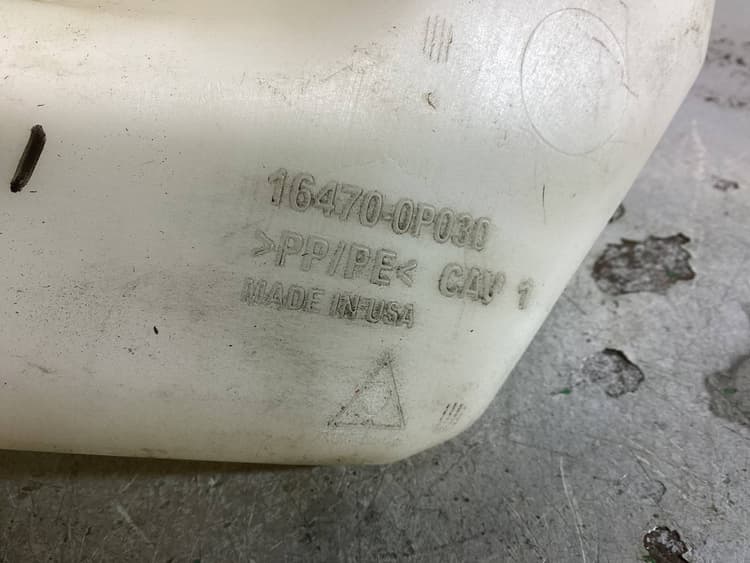 16470-0P030
>PP/PE< CAV 1
MADE IN USA